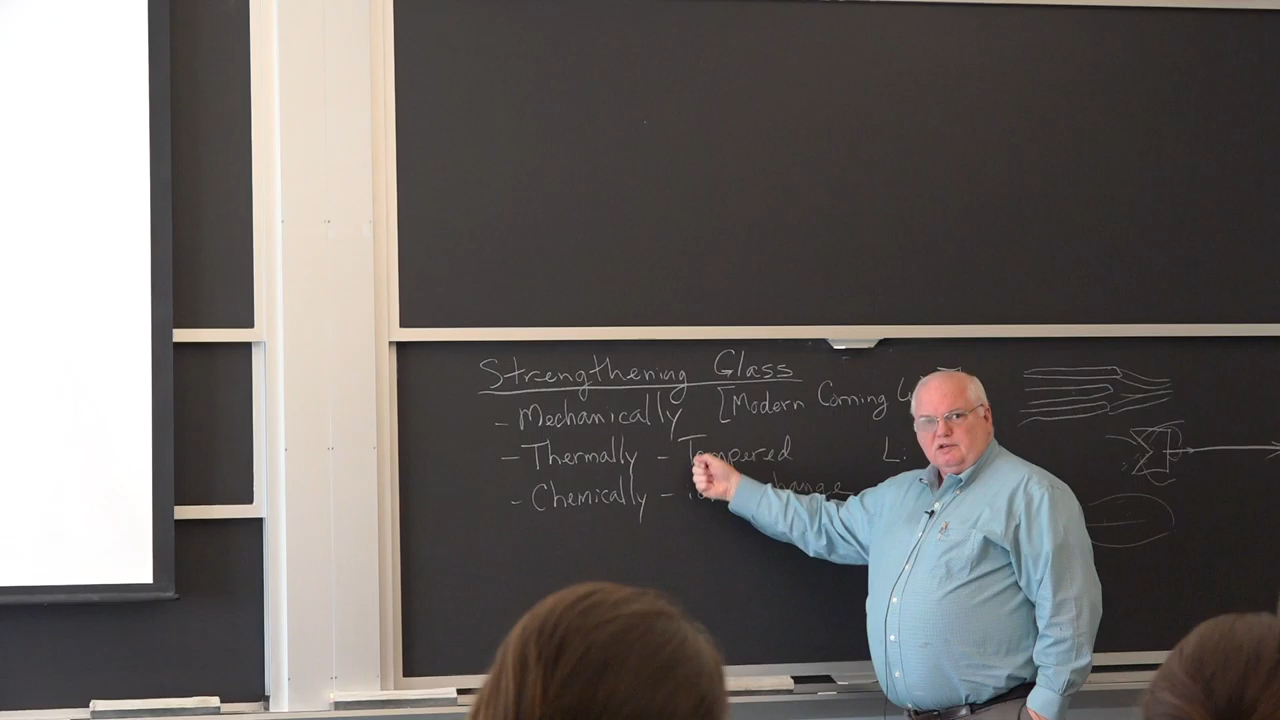 Strengthening Glass
- Mechanically [Modern Corning
- Thermally - Tempered L:
- Chemically -